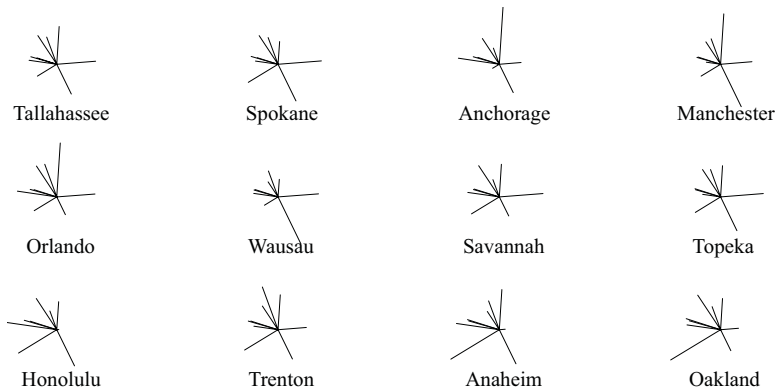 Tallahassee Spokane Anchorage Manchester
Orlando Wausau Savannah Topeka
Honolulu Trenton Anaheim Oakland